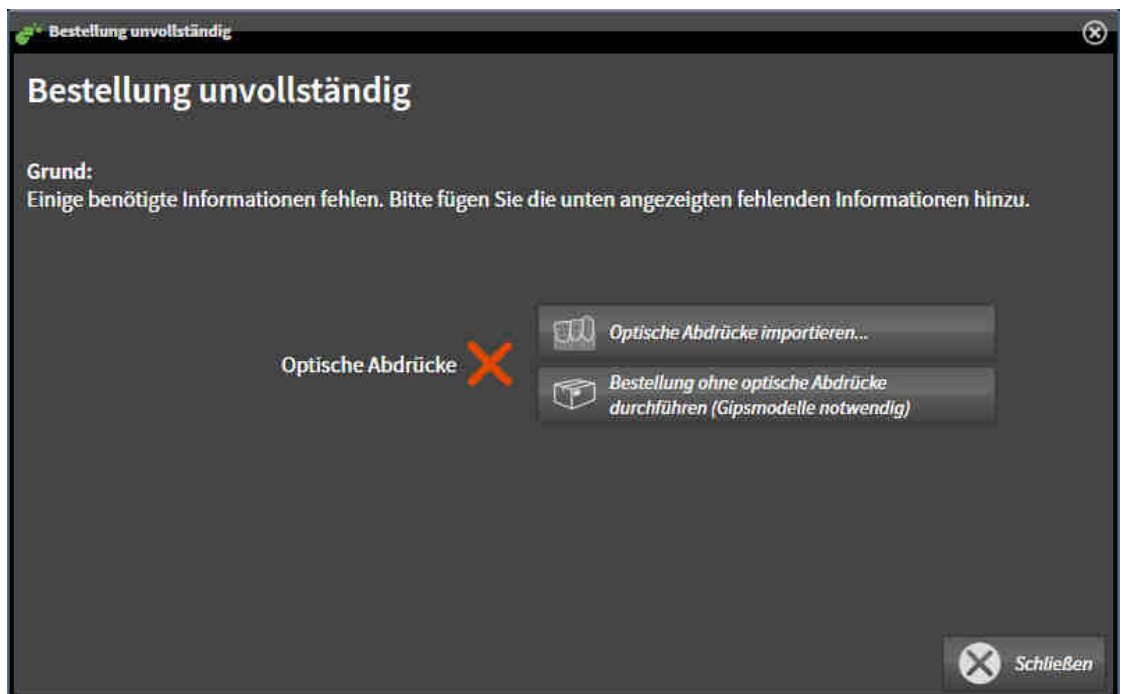 Bestellung unvollständig
Bestellung unvollständig
Grund:
Einige benötigte Informationen fehlen. Bitte fügen Sie die unten angezeigten fehlenden Informationen hinzu.
Optische Abdrücke
Optische Abdrücke importieren...
Bestellung ohne optische Abdrücke
durchführen (Gipsmodelle notwendig)
Schließen